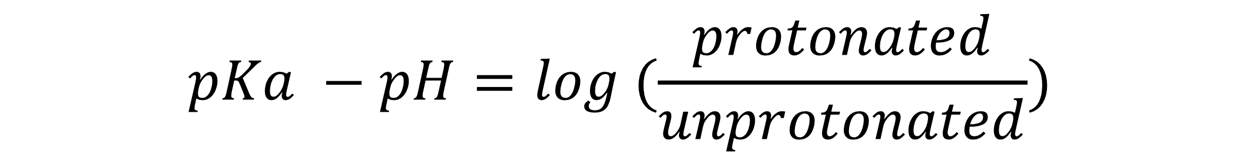 pKa − pH = log (protonated/unprotonated)